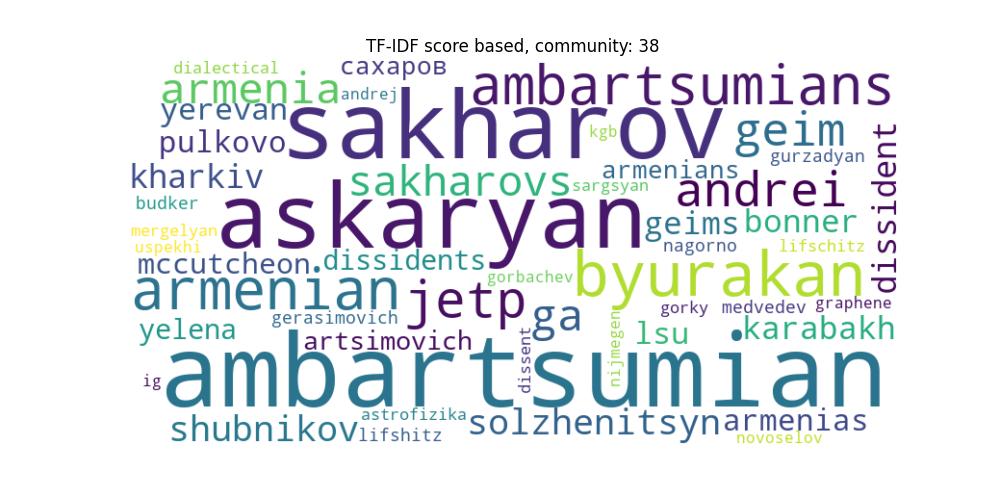 TF-IDF score based, community: 38
dialectical
сахаров
armenia
andrej
ambartsumians
yerevan
sakharov
kgb
geim
pulkovo
gurzadyan
dissident
kharkiv
sakharovs
sargsyan
armenians
andrei
budker
askaryan
geims
bonner
mergelyan
uspekhi
nagorno
lifschitz
mccutcheon
dissidents
gorbachev
byurakan
armenian
jetp
ga
gorky
medvedev
graphene
gerasimovich
yelena
artsimovich
dissent
nijmegen
lsu
karabakh
ig
ambartsumian
shubnikov
astrofizika
lifshitz
solzhenitsyn
armenias
novoselov